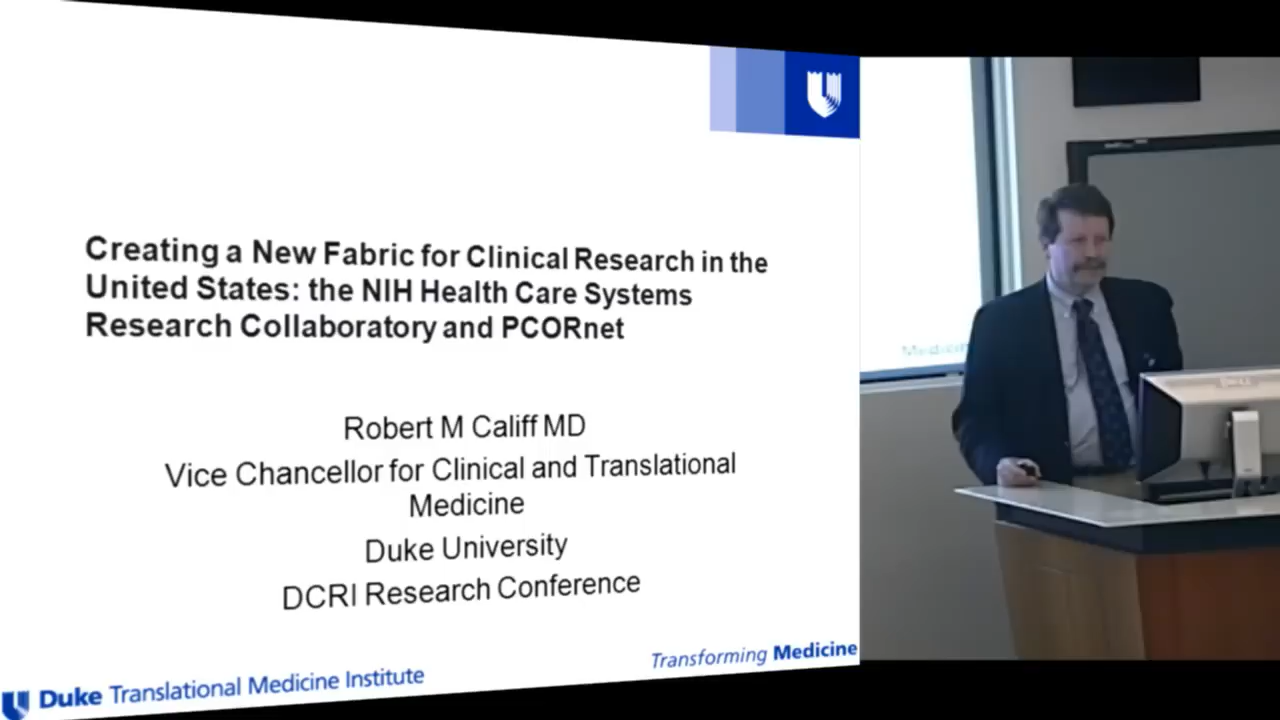 Creating a New Fabric for Clinical Research in the
United States: the NIH Health Care Systems
Research Collaboratory and PCORnet
Robert M Califf MD
Vice Chancellor for Clinical and Translational
Medicine
Duke University
DCRI Research Conference
Transforming Medicine
Duke Translational Medicine Institute
Medicine
DELL